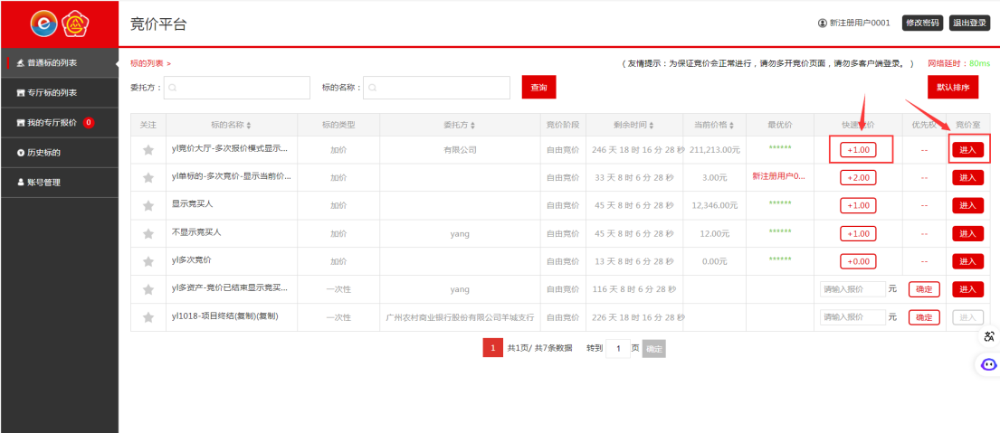 竞价平台
新注册用户0001 修改密码 退出登录
普通标的列表
专厅标的列表
我的专厅报价 0
历史标的
账号管理
标的列表 >
(友情提示:为保证竞价会正常进行,请勿多开竞价页面,请勿多客户端登录。) 网络延时:80ms
委托方: 标的名称: 查询 默认排序
关注 标的名称 标的类型 委托方 竞价阶段 剩余时间 当前价格 最优价 快速竞价 优先权 竞价室
yl竞价大厅-多次报价模式显示... 加价 有限公司 自由竞价 246 天 18 时 16 分 28 秒 211,213.00元 ****** +1.00 -- 进入
yl单标的-多次竞价-显示当前价... 加价 自由竞价 33 天 8 时 6 分 28 秒 3.00元 新注册用户0... +2.00 -- 进入
显示竞买人 加价 自由竞价 45 天 8 时 6 分 28 秒 12,346.00元 ****** +1.00 -- 进入
不显示竞买人 加价 yang 自由竞价 45 天 8 时 6 分 28 秒 12.00元 ****** +1.00 -- 进入
yl多次竞价 加价 自由竞价 13 天 8 时 6 分 28 秒 0.00元 ****** +0.00 -- 进入
yl多资产-竞价已结束显示竞买... 一次性 yang 自由竞价 116 天 8 时 6 分 28 秒 请输入报价 元 确定 进入
yl1018-项目终结(复制)(复制) 一次性 广州农村商业银行股份有限公司羊城支行 自由竞价 226 天 18 时 16 分 28 秒 请输入报价 元 确定 进入
1 共1页/ 共7条数据 转到 1 页 确定